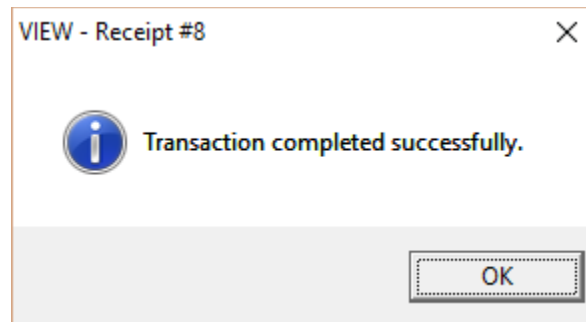 VIEW - Receipt #8
Transaction completed successfully.
OK